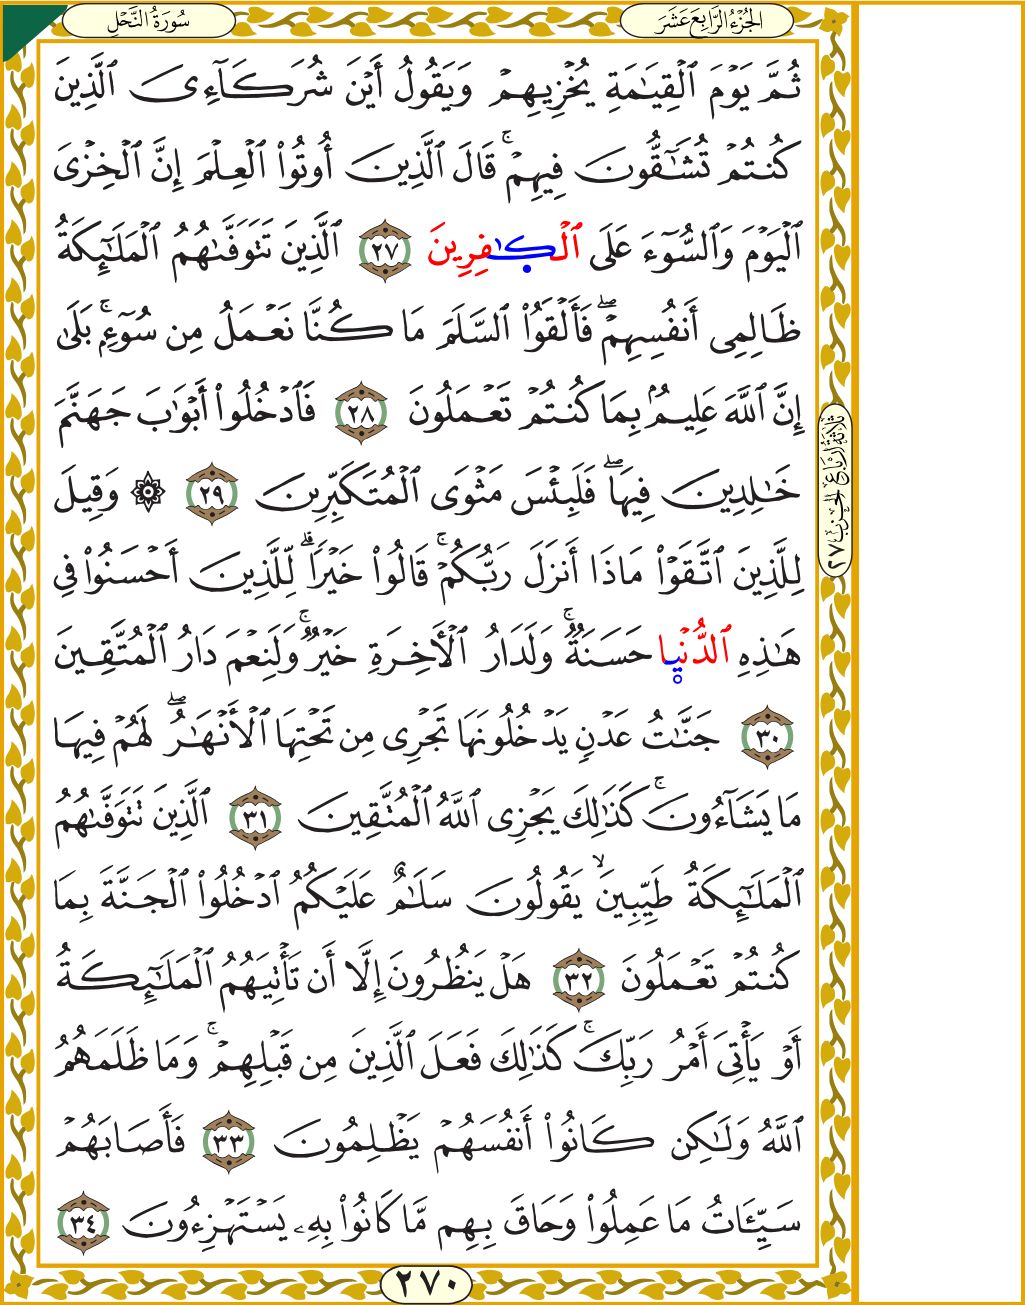 سُورَةُ النَّحْلِ
الجُزْءُ الرَّابِعَ عَشَرَ
ثُمَّ يَوْمَ ٱلْقِيَٰمَةِ يُخْزِيهِمْ وَيَقُولُ أَيْنَ شُرَكَآءِىَ ٱلَّذِينَ
كُنتُمْ تُشَٰٓقُّونَ فِيهِمْۚ قَالَ ٱلَّذِينَ أُوتُوا۟ ٱلْعِلْمَ إِنَّ ٱلْخِزْىَ
ٱلْيَوْمَ وَٱلسُّوٓءَ عَلَى ٱلْكَٰفِرِينَ ٢٧ ٱلَّذِينَ تَتَوَفَّىٰهُمُ ٱلْمَلَٰٓئِكَةُ
ظَالِمِىٓ أَنفُسِهِمْۖ فَأَلْقَوُا۟ ٱلسَّلَمَ مَا كُنَّا نَعْمَلُ مِن سُوٓءٍۭۚ بَلَىٰٓ
إِنَّ ٱللَّهَ عَلِيمٌۢ بِمَا كُنتُمْ تَعْمَلُونَ ٢٨ فَٱدْخُلُوٓا۟ أَبْوَٰبَ جَهَنَّمَ
خَٰلِدِينَ فِيهَاۖ فَلَبِئْسَ مَثْوَى ٱلْمُتَكَبِّرِينَ ٢٩ ۞ وَقِيلَ
لِلَّذِينَ ٱتَّقَوْا۟ مَاذَآ أَنزَلَ رَبُّكُمْۚ قَالُوا۟ خَيْرًاۗ لِّلَّذِينَ أَحْسَنُوا۟ فِى
هَٰذِهِ ٱلدُّنْيَا حَسَنَةٌۚ وَلَدَارُ ٱلْءَاخِرَةِ خَيْرٌۚ وَلَنِعْمَ دَارُ ٱلْمُتَّقِينَ
٣٠ جَنَّٰتُ عَدْنٍ يَدْخُلُونَهَا تَجْرِى مِن تَحْتِهَا ٱلْأَنْهَٰرُۖ لَهُمْ فِيهَا
مَا يَشَآءُونَۚ كَذَٰلِكَ يَجْزِى ٱللَّهُ ٱلْمُتَّقِينَ ٣١ ٱلَّذِينَ تَتَوَفَّىٰهُمُ
ٱلْمَلَٰٓئِكَةُ طَيِّبِينَۙ يَقُولُونَ سَلَٰمٌ عَلَيْكُمُ ٱدْخُلُوا۟ ٱلْجَنَّةَ بِمَا
كُنتُمْ تَعْمَلُونَ ٣٢ هَلْ يَنظُرُونَ إِلَّآ أَن تَأْتِيَهُمُ ٱلْمَلَٰٓئِكَةُ
أَوْ يَأْتِىَ أَمْرُ رَبِّكَۚ كَذَٰلِكَ فَعَلَ ٱلَّذِينَ مِن قَبْلِهِمْۚ وَمَا ظَلَمَهُمُ
ٱللَّهُ وَلَٰكِن كَانُوٓا۟ أَنفُسَهُمْ يَظْلِمُونَ ٣٣ فَأَصَابَهُمْ
سَيِّـَٔاتُ مَا عَمِلُوا۟ وَحَاقَ بِهِم مَّا كَانُوا۟ بِهِۦ يَسْتَهْزِءُونَ ٣٤
ثَلَاثَةُ أَرْبَاعِ الحِزْبِ ٢٧
٢٧٠